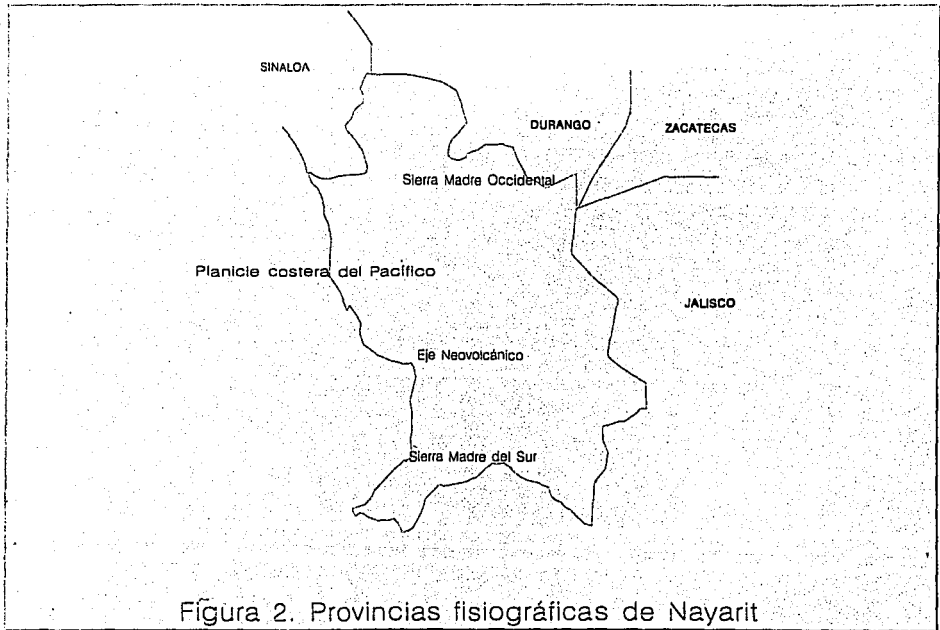 SINALOA
DURANGO
ZACATECAS
Sierra Madre Occidental
Planicie costera del Pacífico
JALISCO
Eje Neovolcánico
Sierra Madre del Sur
Figura 2. Provincias fisiográficas de Nayarit